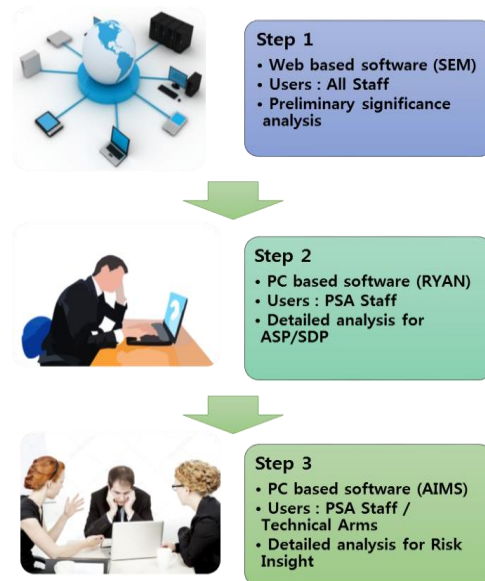 Step 1
• Web based software (SEM)
• Users : All Staff
• Preliminary significance
analysis
Step 2
• PC based software (RYAN)
• Users : PSA Staff
• Detailed analysis for
ASP/SDP
Step 3
• PC based software (AIMS)
• Users : PSA Staff /
Technical Arms
• Detailed analysis for Risk
Insight